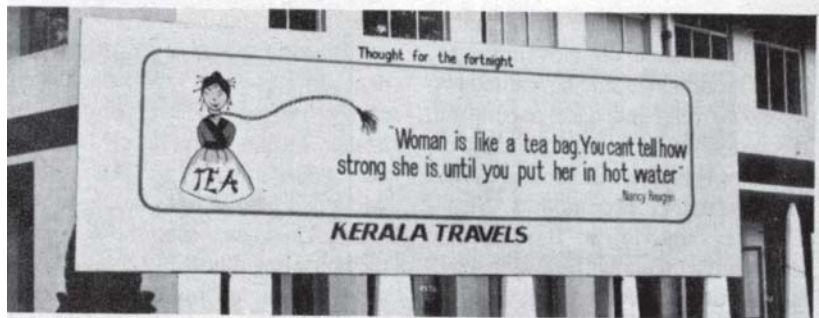 Thought for the fortnight
"Woman is like a tea bag. You cant tell how
strong she is until you put her in hot water"
..Nancy Reagan
TEA
KERALA TRAVELS